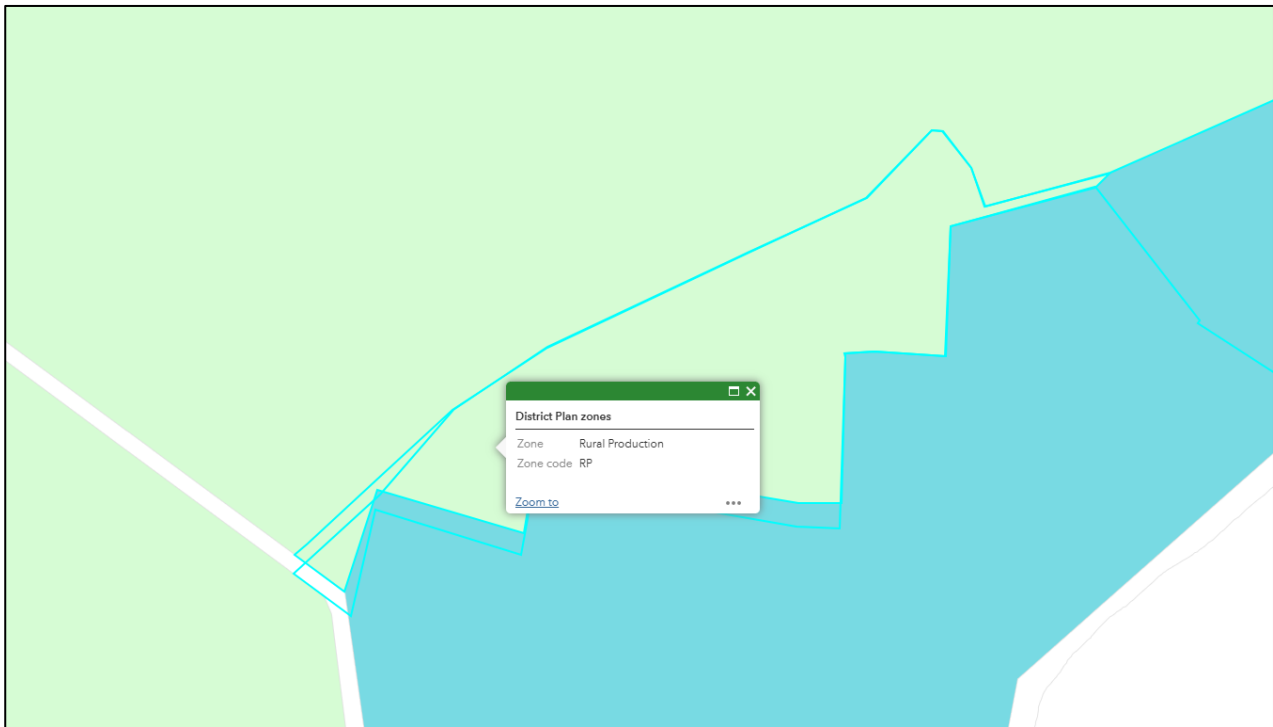 District Plan zones
Zone Rural Production
Zone code RP
Zoom to